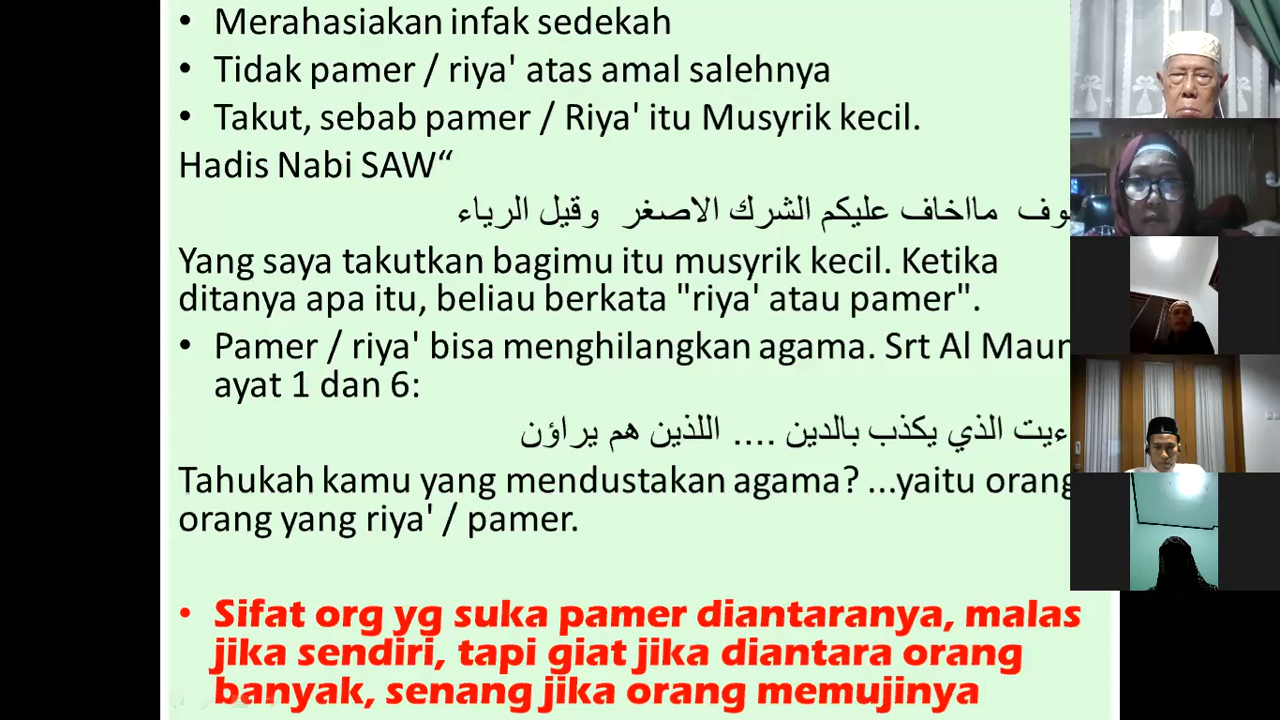 • Merahasiakan infak sedekah
• Tidak pamer / riya' atas amal salehnya
• Takut, sebab pamer / Riya' itu Musyrik kecil.
Hadis Nabi SAW“
مااخاف عليكم الشرك الاصغر وقيل الرياء
Yang saya takutkan bagimu itu musyrik kecil. Ketika
ditanya apa itu, beliau berkata "riya' atau pamer".
• Pamer / riya' bisa menghilangkan agama. Srt Al Maun
ayat 1 dan 6:
الذي يكذب بالدين .... اللذين هم يراؤن
Tahukah kamu yang mendustakan agama? ...yaitu orang
orang yang riya' / pamer.
• Sifat org yg suka pamer diantaranya, malas
jika sendiri, tapi giat jika diantara orang
banyak, senang jika orang memujinya